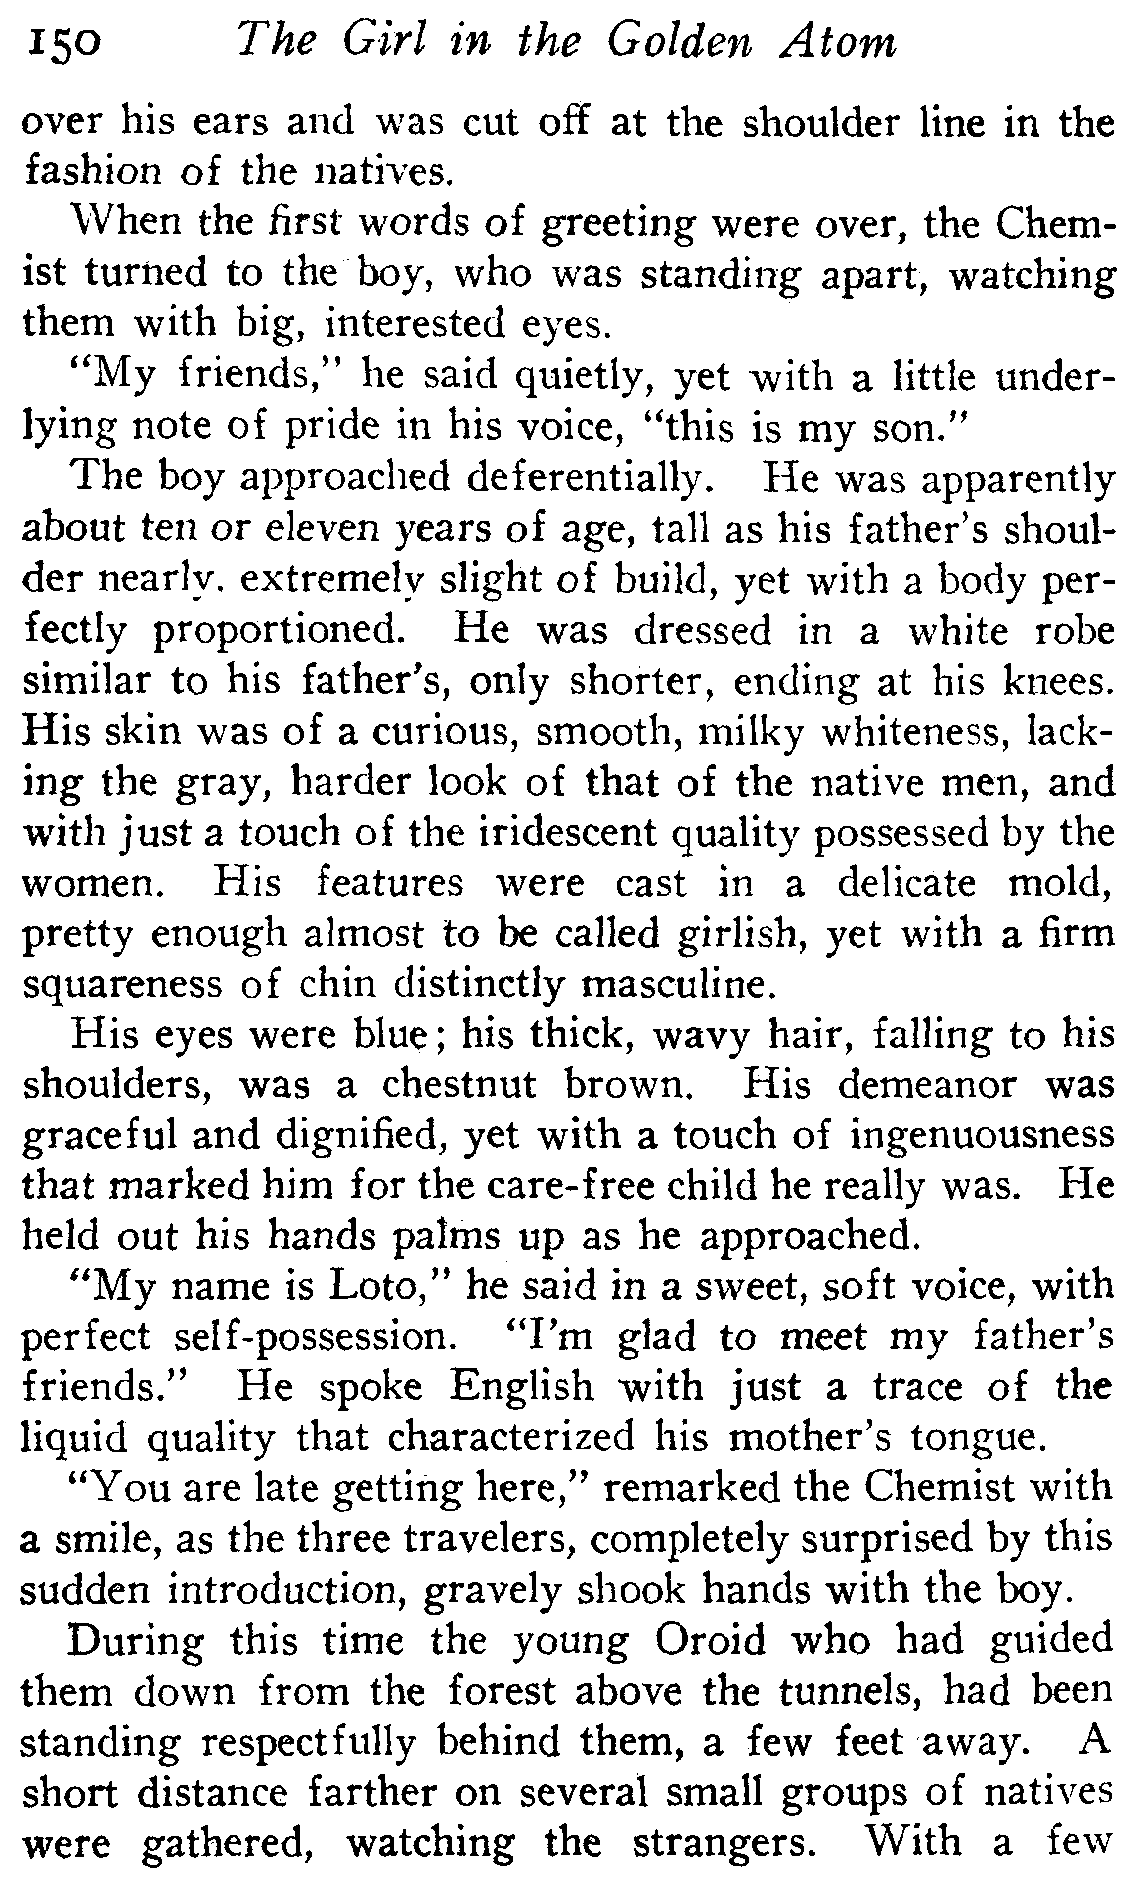 150 The Girl in the Golden Atom
over his ears and was cut off at the shoulder line in the
fashion of the natives.
When the first words of greeting were over, the Chem-
ist turned to the boy, who was standing apart, watching
them with big, interested eyes.
"My friends," he said quietly, yet with a little under-
lying note of pride in his voice, "this is my son."
The boy approached deferentially. He was apparently
about ten or eleven years of age, tall as his father's shoul-
der nearly. extremely slight of build, yet with a body per-
fectly proportioned. He was dressed in a white robe
similar to his father's, only shorter, ending at his knees.
His skin was of a curious, smooth, milky whiteness, lack-
ing the gray, harder look of that of the native men, and
with just a touch of the iridescent quality possessed by the
women. His features were cast in a delicate mold,
pretty enough almost to be called girlish, yet with a firm
squareness of chin distinctly masculine.
His eyes were blue; his thick, wavy hair, falling to his
shoulders, was a chestnut brown. His demeanor was
graceful and dignified, yet with a touch of ingenuousness
that marked him for the care-free child he really was. He
held out his hands palms up as he approached.
"My name is Loto," he said in a sweet, soft voice, with
perfect self-possession. "I'm glad to meet my father's
friends." He spoke English with just a trace of the
liquid quality that characterized his mother's tongue.
"You are late getting here," remarked the Chemist with
a smile, as the three travelers, completely surprised by this
sudden introduction, gravely shook hands with the boy.
During this time the young Oroid who had guided
them down from the forest above the tunnels, had been
standing respectfully behind them, a few feet away. A
short distance farther on several small groups of natives
were gathered, watching the strangers. With a few